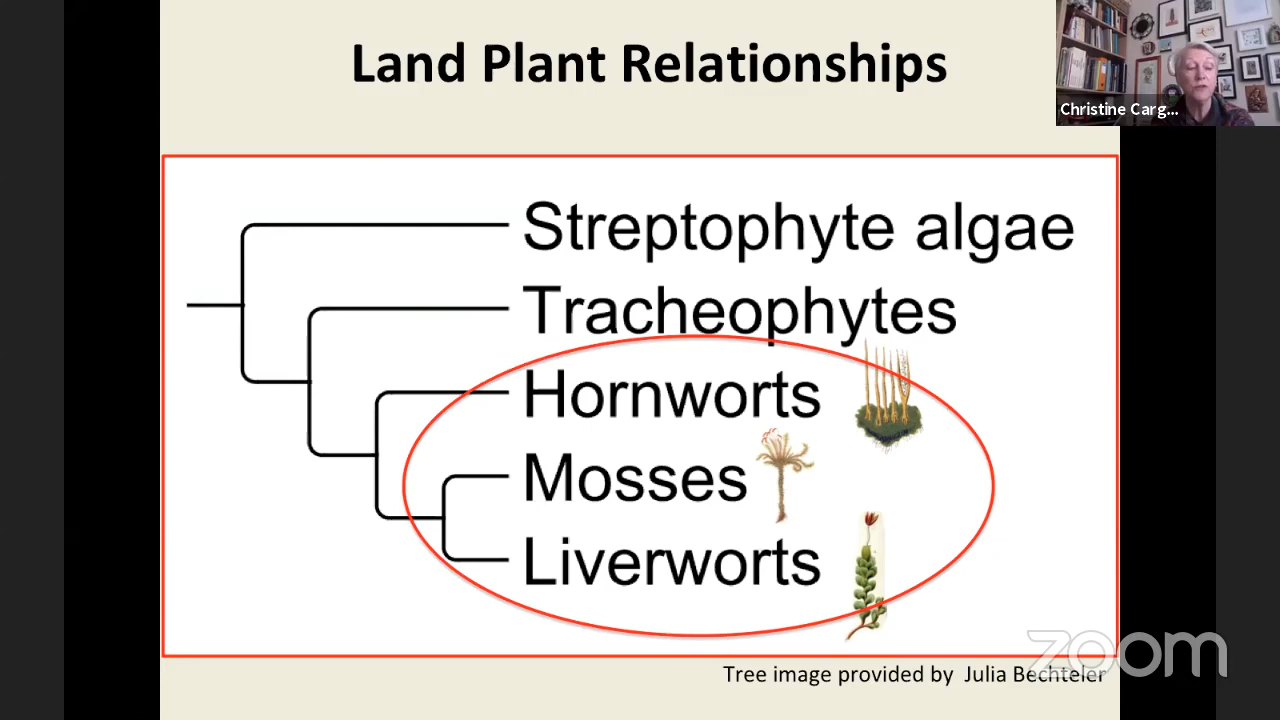 Land Plant Relationships
Christine Carg...
Streptophyte algae
Tracheophytes
Hornworts
Mosses
Liverworts
zoom
Tree image provided by Julia Bechteler